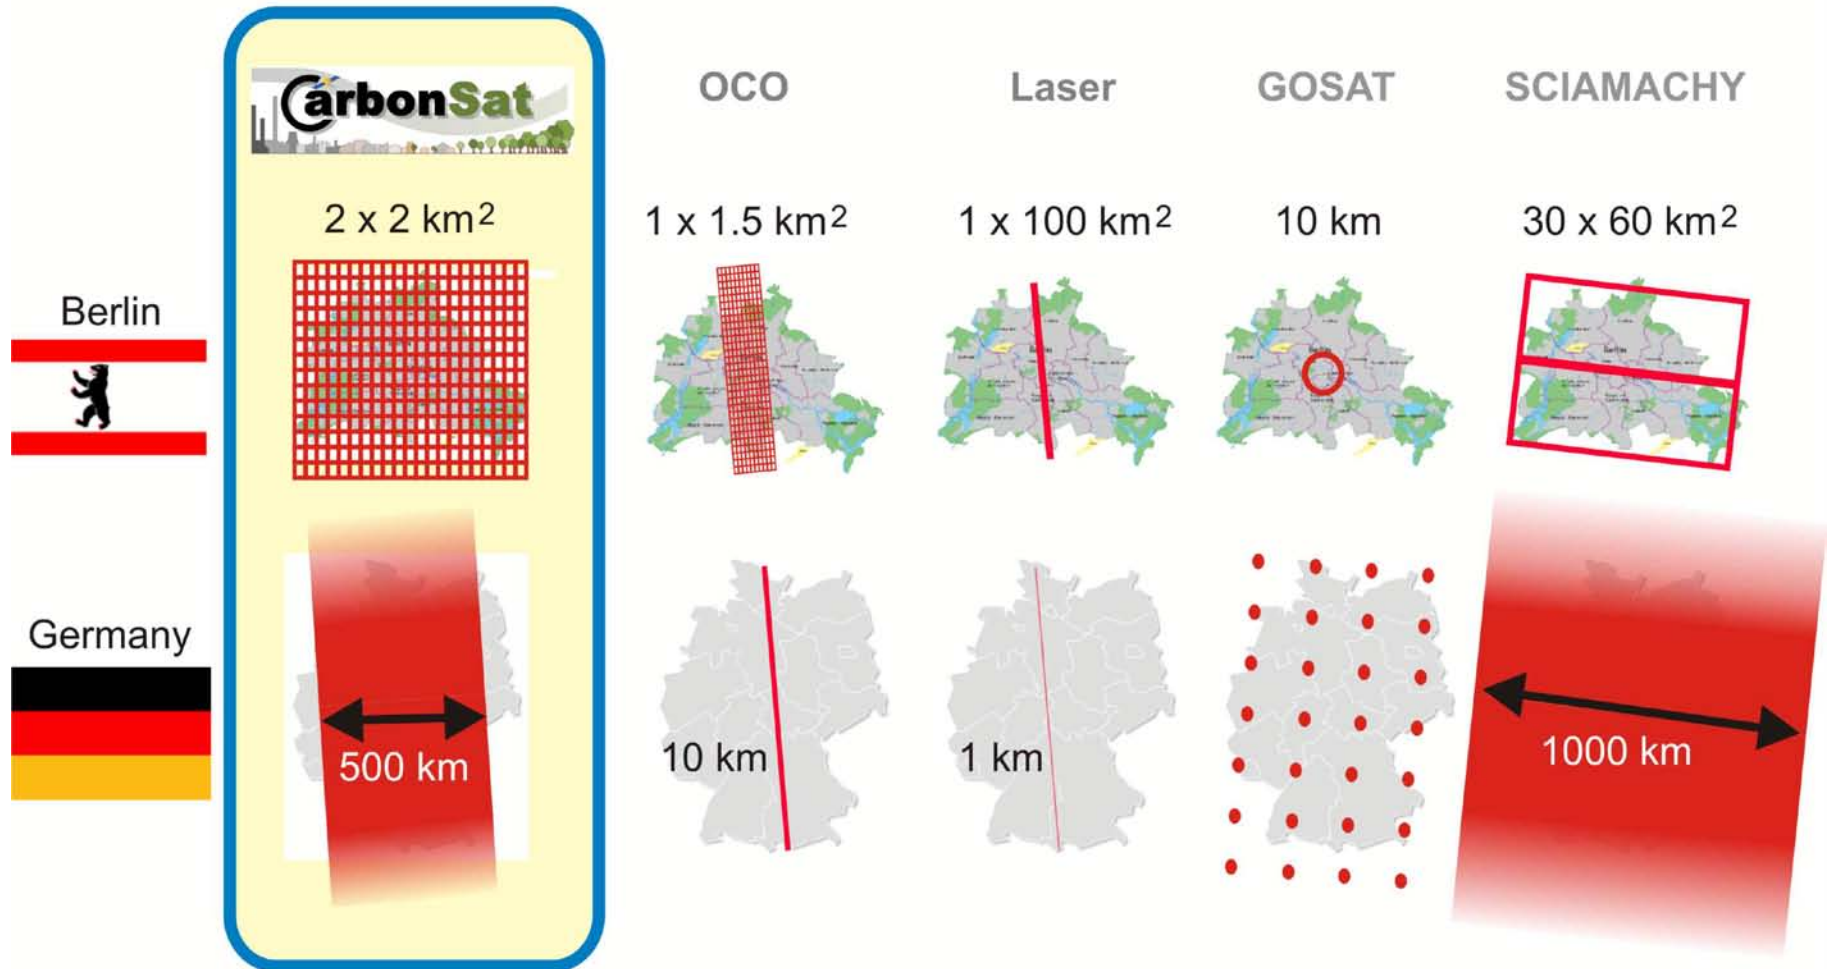 CarbonSat
OCO
Laser
GOSAT
SCIAMACHY
2 x 2 km²
1 x 1.5 km²
1 x 100 km²
10 km
30 x 60 km²
Berlin
Germany
500 km
10 km
1 km
1000 km